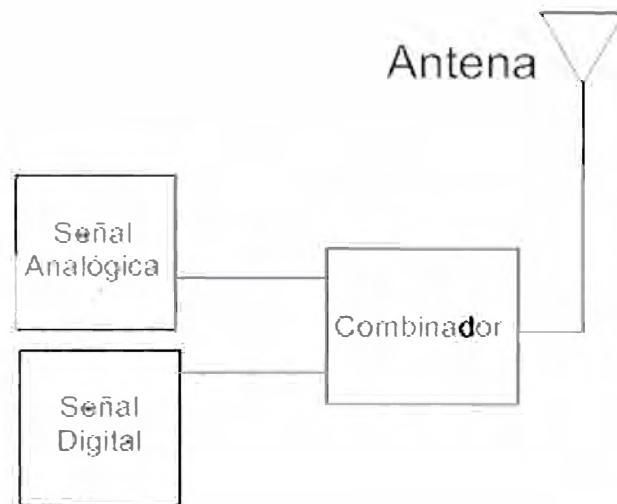 Antena
Señal
Analógica
Combinador
Señal
Digital